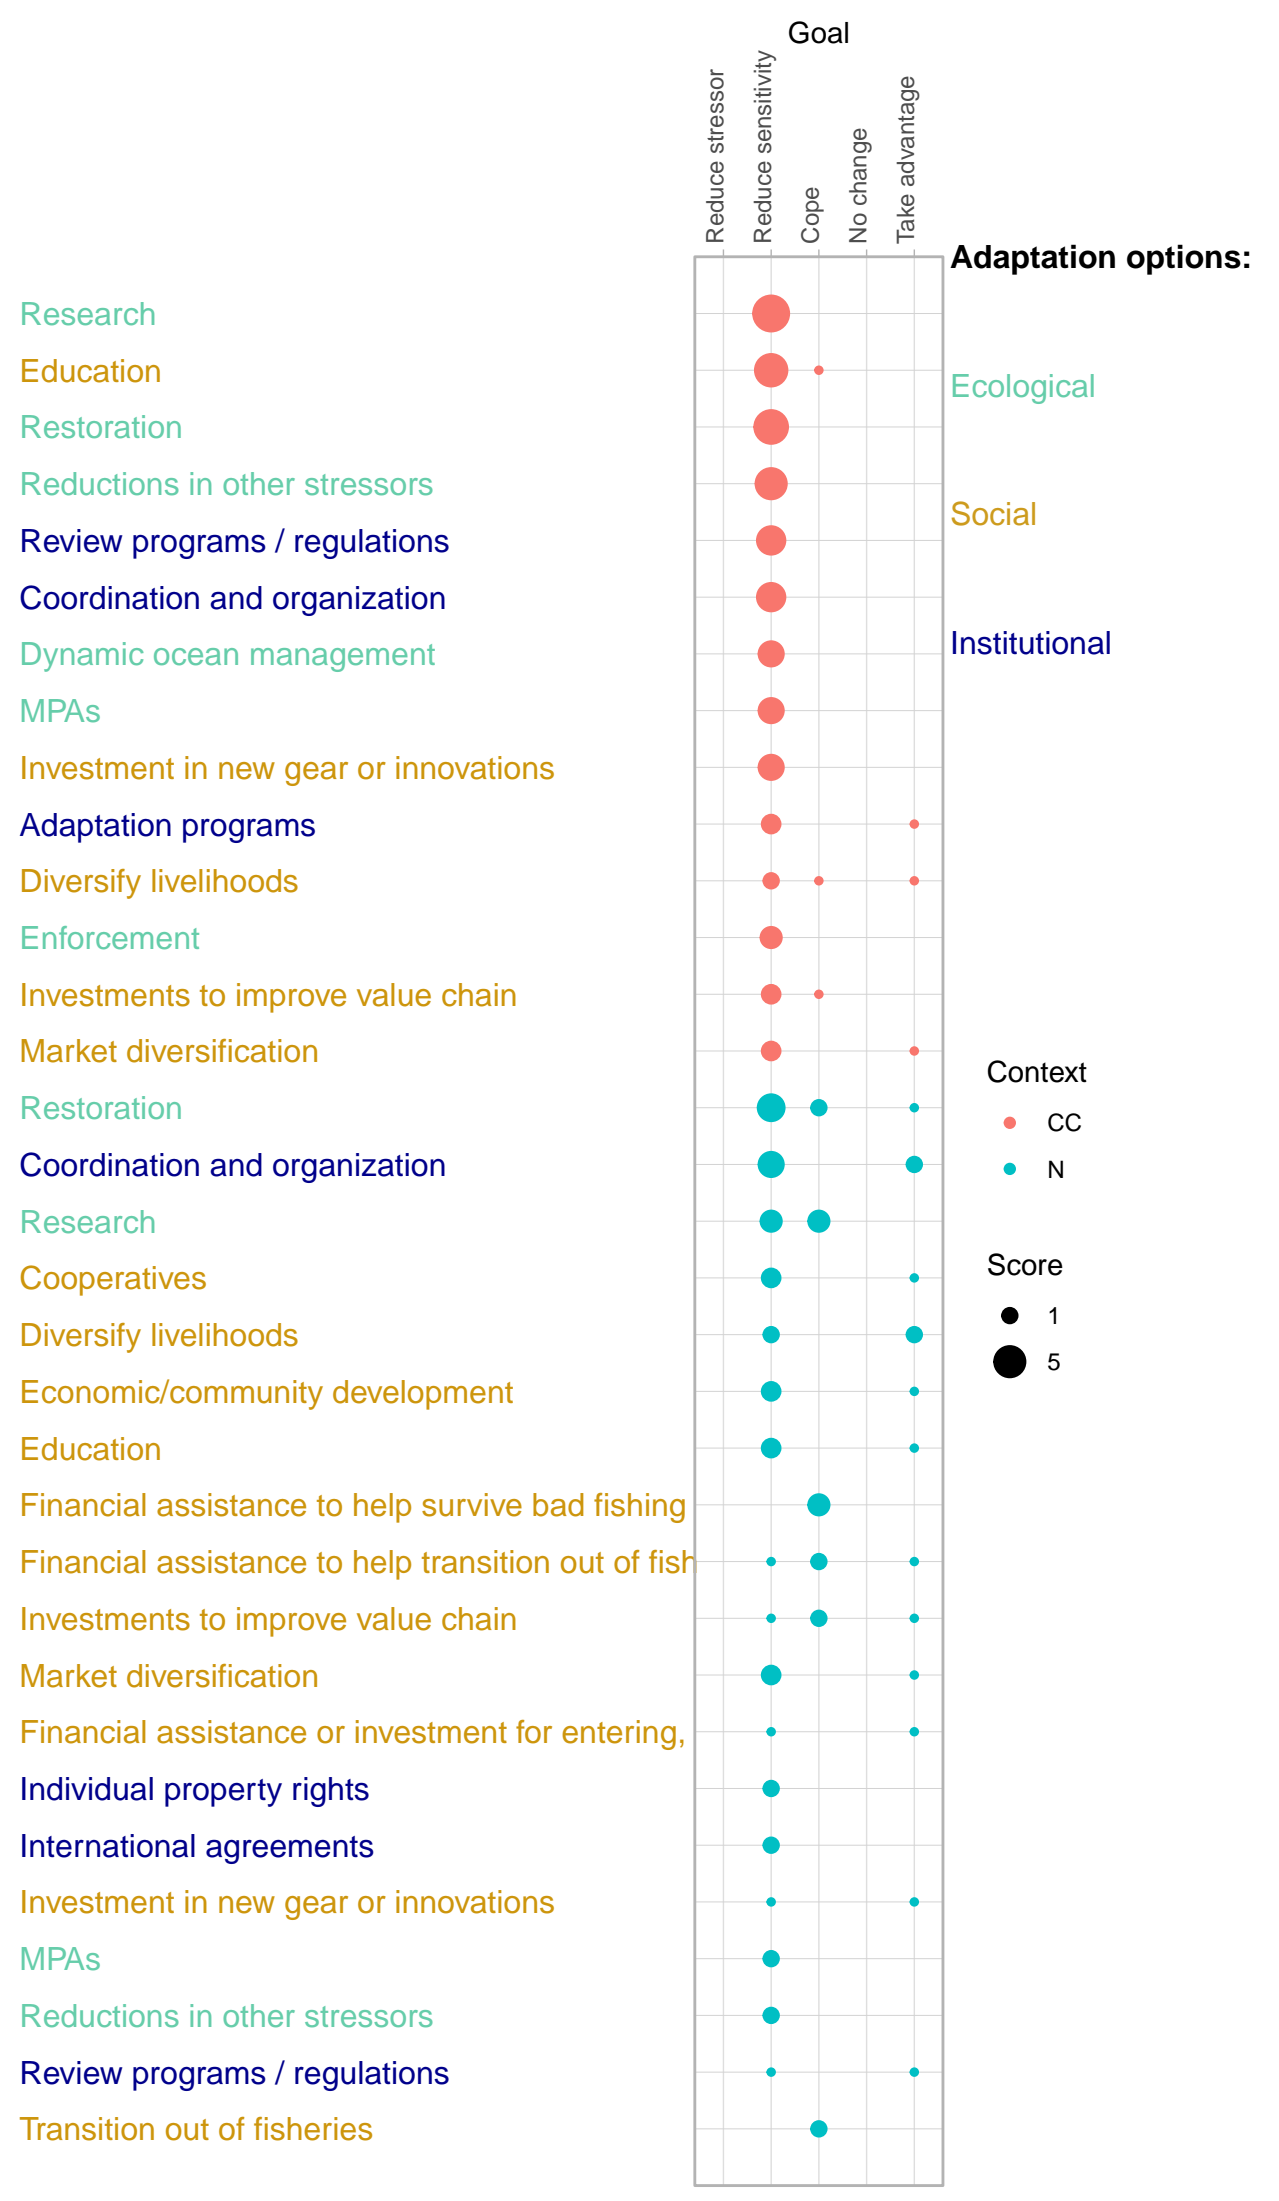 Goal
Reduce stressor
Reduce sensitivity
Cope
No change
Take advantage
Adaptation options:
Ecological
Social
Institutional
Research
Education
Restoration
Reductions in other stressors
Review programs / regulations
Coordination and organization
Dynamic ocean management
MPAs
Investment in new gear or innovations
Adaptation programs
Diversify livelihoods
Enforcement
Investments to improve value chain
Market diversification
Restoration
Coordination and organization
Research
Cooperatives
Diversify livelihoods
Economic/community development
Education
Financial assistance to help survive bad fishing
Financial assistance to help transition out of fish
Investments to improve value chain
Market diversification
Financial assistance or investment for entering,
Individual property rights
International agreements
Investment in new gear or innovations
MPAs
Reductions in other stressors
Review programs / regulations
Transition out of fisheries
Context
CC
N
Score
1
5